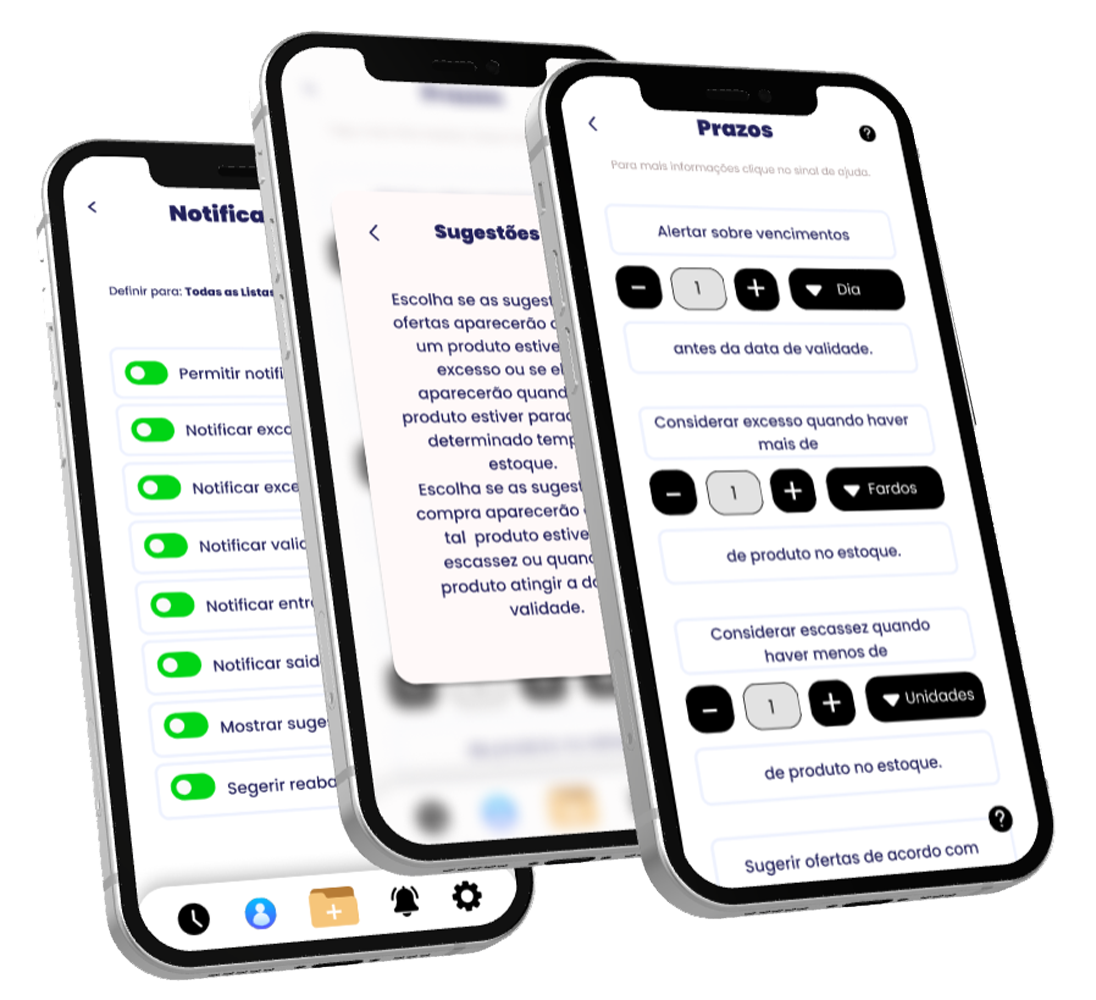 Notifica
Definir para: Todas as Listas
Permitir notifi
Notificar exc
Notificar exce
Notificar valid
Notificar entr
Notificar said
Mostrar suge
Segerir reaba
Sugestões
Escolha se as sugest
ofertas aparecerão
um produto estive
excesso ou se el
aparecerão quand
produto estiver para
determinado temp
estoque.
Escolha se as sugest
compra aparecerão
tal produto estive
escassez ou quan
produto atingir a d
validade.
Prazos
?
Para mais informações clique no sinal de ajuda.
Alertar sobre vencimentos
− 1 + Dia
antes da data de validade.
Considerar excesso quando haver
mais de
− 1 + Fardos
de produto no estoque.
Considerar escassez quando
haver menos de
− 1 + Unidades
de produto no estoque.
?
Sugerir ofertas de acordo com